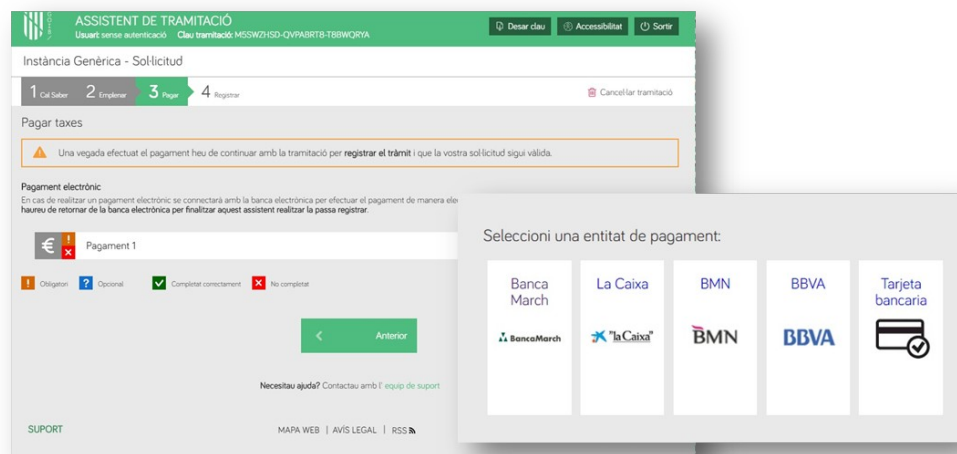 ASSISTENT DE TRAMITACIÓ
Usuari: sense autenticació Clau tramitació: M5SWZHSD-QVPABRT8-T88WQRYA
Desar clau
Accessibilitat
Sortir
Instància Genèrica - Sol·licitud
1 Cal Saber
2 Emplenar
3 Pagar
4 Registrar
Cancel·lar tramitació
Pagar taxes
Una vegada efectuat el pagament heu de continuar amb la tramitació per registrar el tràmit i que la vostra sol·licitud sigui vàlida.
Pagament electrònic
En cas de realitzar un pagament electrònic se connectarà amb la banca electrònica per efectuar el pagament de manera
haureu de retornar de la banca electrònica per finalitzar aquest assistent realitzar la passa registrar.
€ ! x Pagament 1
! Obligatori
? Opcional
Completat correctament
x No completat
Anterior
Necesitau ajuda? Contactau amb l' equip de suport
SUPORT
MAPA WEB | AVÍS LEGAL | RSS
Seleccioni una entitat de pagament:
Banca March
BancaMarch
La Caixa
"la Caixa"
BMN
BMN
BBVA
BBVA
Tarjeta bancaria